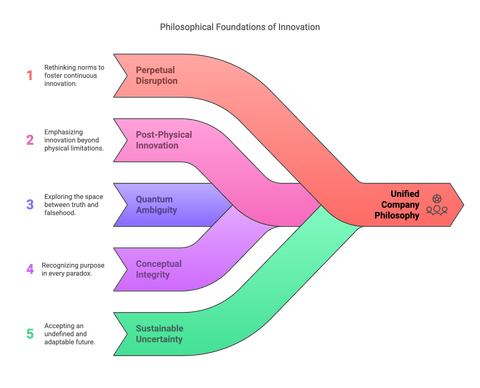 Philosophical Foundations of Innovation
1
Rethinking norms to
foster continuous
innovation.
Perpetual
Disruption
2
Emphasizing
innovation beyond
physical limitations.
Post-Physical
Innovation
3
Exploring the space
between truth and
falsehood.
Quantum
Ambiguity
Unified
Company
Philosophy
4
Recognizing purpose
in every paradox.
Conceptual
Integrity
5
Accepting an
undefined and
adaptable future.
Sustainable
Uncertainty